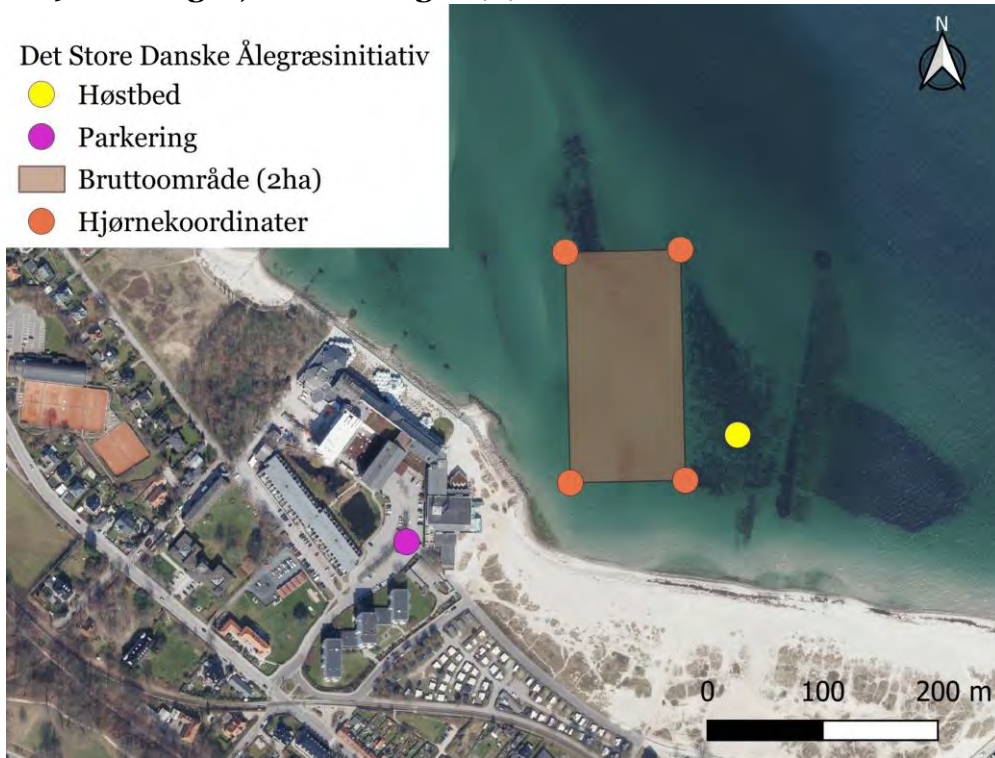 Det Store Danske Ålegræsinitiativ
Høstbed
Parkering
Bruttoområde (2ha)
Hjørnekoordinater
N
0 100 200 m